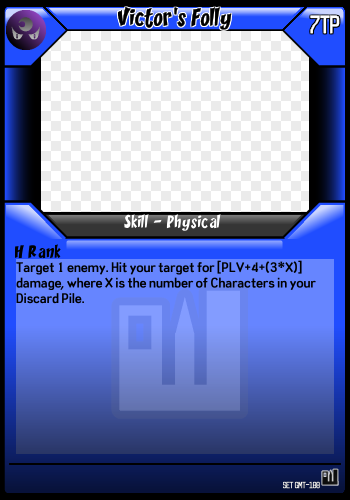 Victor's Folly
7TP
Skill - Physical
H Rank
Target 1 enemy. Hit your target for [PLV+4+(3*X)]
damage, where X is the number of Characters in your
Discard Pile.
SET GMT-188